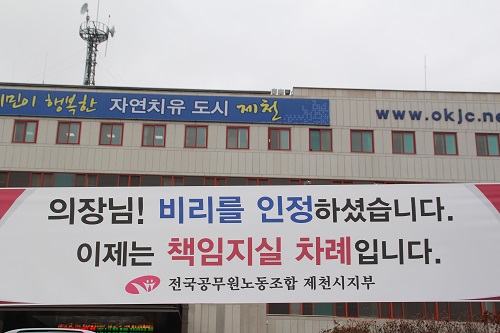 시민이 행복한 자연치유 도시 제천
www.okjc.ne
의장님! 비리를 인정하셨습니다.
이제는 책임지실 차례입니다.
전국공무원노동조합 제천시지부